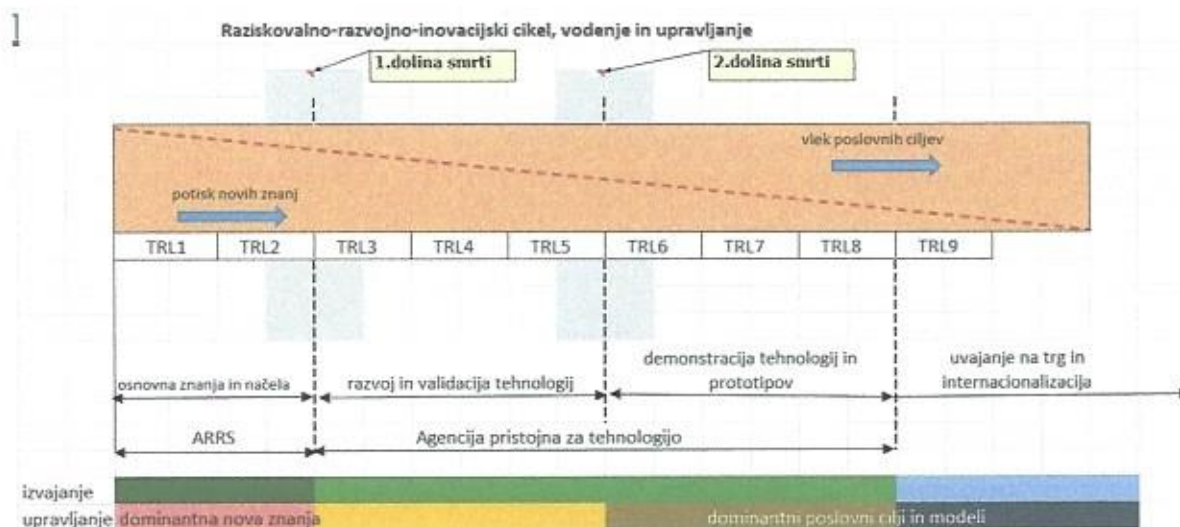 Raziskovalno-razvojno-inovacijski cikel, vodenje in upravljanje
1.dolina smrti
2.dolina smrti
vlek poslovnih ciljev
potisk novih znanj
TRL1 TRL2 TRL3 TRL4 TRL5 TRL6 TRL7 TRL8 TRL9
osnovna znanja in načela
razvoj in validacija tehnologij
demonstracija tehnologij in
prototipov
uvajanje na trg in
internacionalizacija
ARRS
Agencija pristojna za tehnologijo
izvajanje
upravljanje dominantna nova znanja
dominantni poslovni cilji in modeli